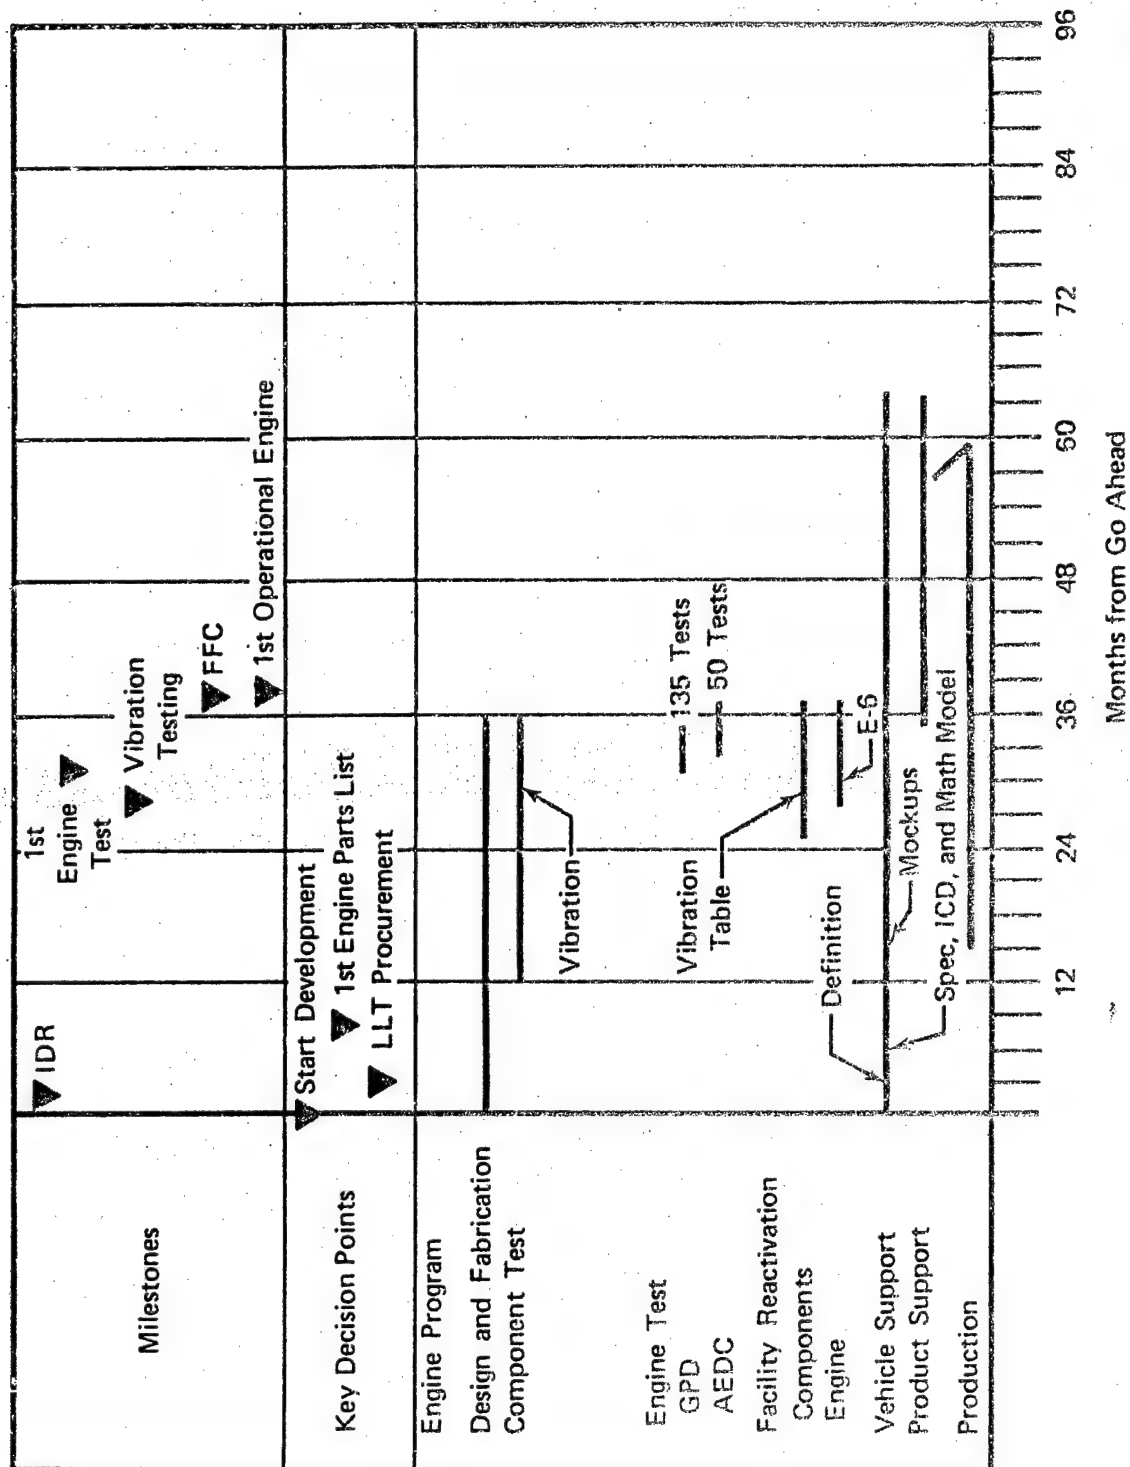 Milestones
IDR
1st
Engine
Test
Vibration
Testing
FFC
1st Operational Engine
Key Decision Points
Start Development
1st Engine Parts List
LLT Procurement
Engine Program
Design and Fabrication
Component Test
Vibration
Engine Test
GPD
135 Tests
AEDC
50 Tests
Facility Reactivation
Components
Vibration
Table
Engine
E-6
Vehicle Support
Definition
Mockups
Spec, ICD, and Math Model
Product Support
Production
12
24
36
48
60
72
84
96
Months from Go Ahead